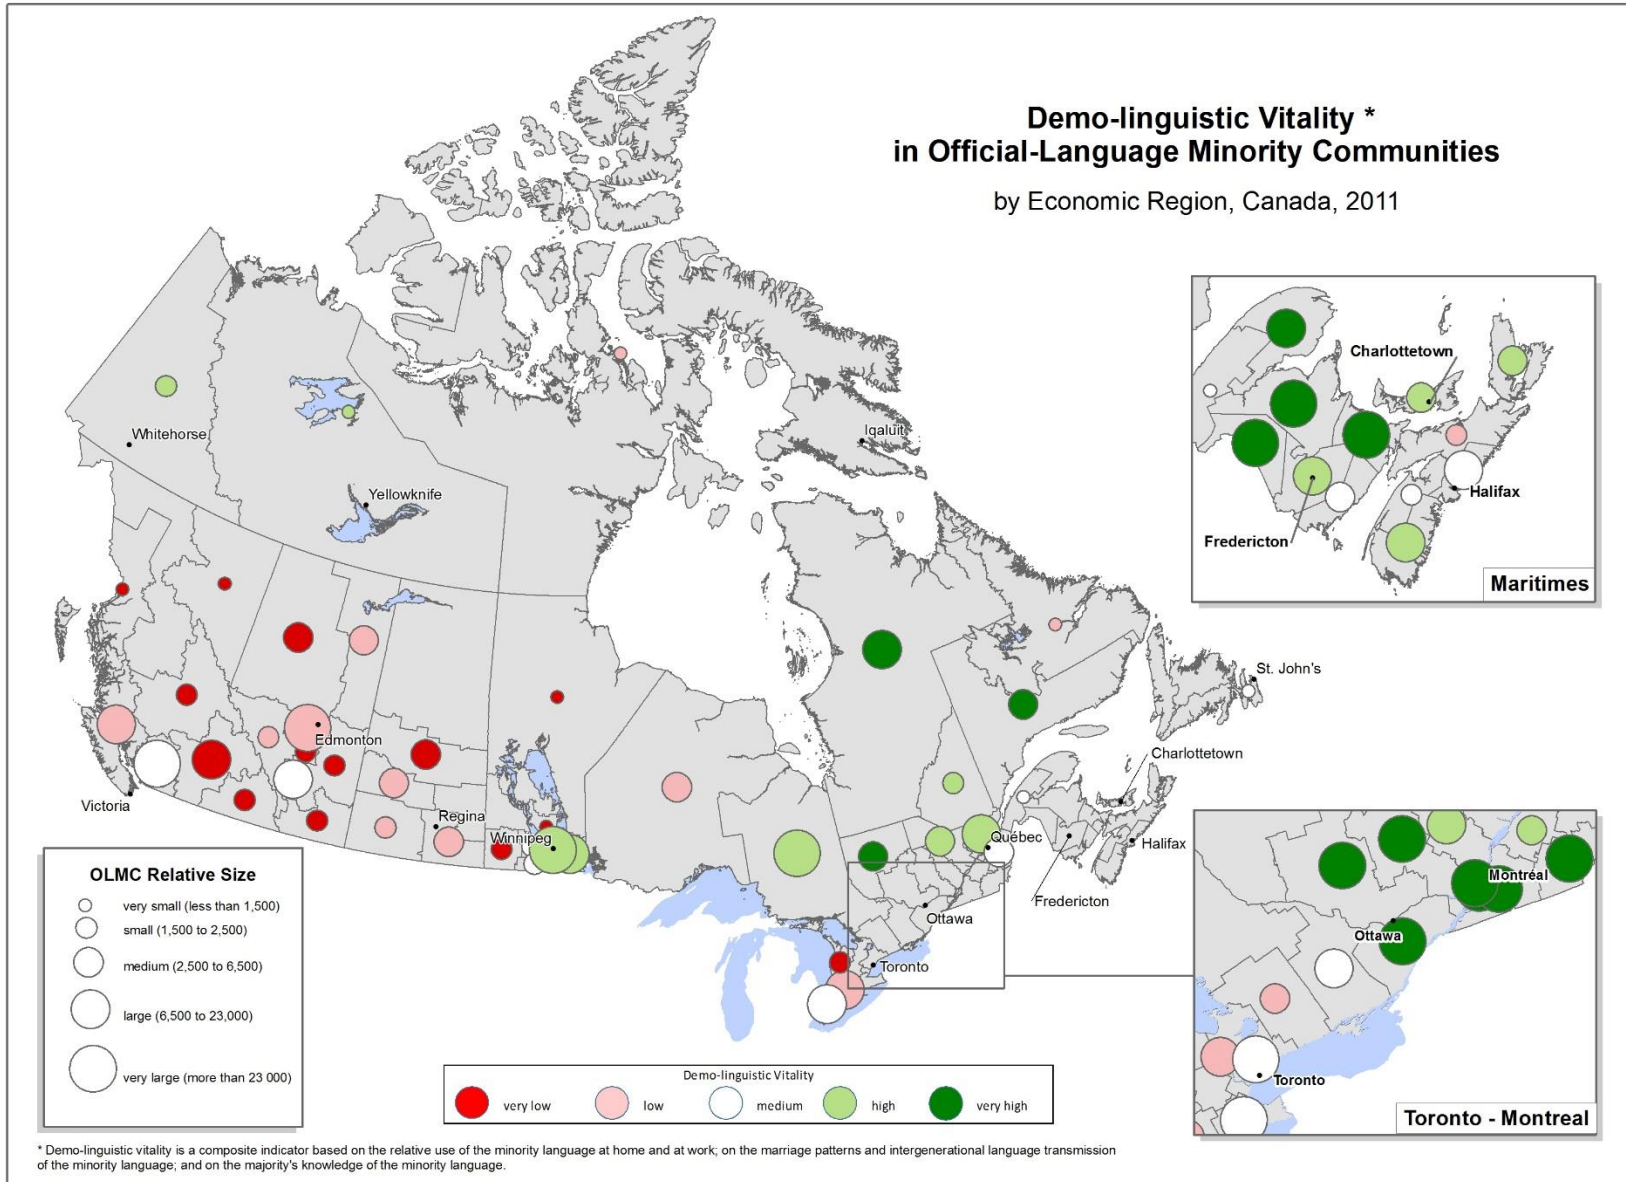 Demo-linguistic Vitality *
in Official-Language Minority Communities
by Economic Region, Canada, 2011
Whitehorse
Yellowknife
Iqaluit
Edmonton
Victoria
Regina
Winnipeg
St. John's
Charlottetown
Québec
Halifax
Fredericton
Ottawa
Toronto
Charlottetown
Halifax
Fredericton
Maritimes
Montréal
Ottawa
Toronto
Toronto - Montreal
OLMC Relative Size
very small (less than 1,500)
small (1,500 to 2,500)
medium (2,500 to 6,500)
large (6,500 to 23,000)
very large (more than 23 000)
Demo-linguistic Vitality
very low low medium high very high
* Demo-linguistic vitality is a composite indicator based on the relative use of the minority language at home and at work; on the marriage patterns and intergenerational language transmission
of the minority language; and on the majority's knowledge of the minority language.